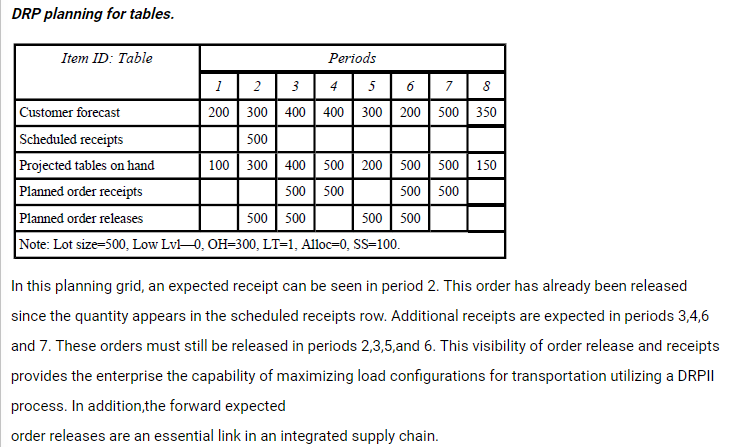 DRP planning for tables.
Item ID: Table Periods
1 2 3 4 5 6 7 8
Customer forecast 200 300 400 400 300 200 500 350
Scheduled receipts 500
Projected tables on hand 100 300 400 500 200 500 500 150
Planned order receipts 500 500 500 500
Planned order releases 500 500 500 500
Note: Lot size=500, Low Lvl—0, OH=300, LT=1, Alloc=0, SS=100.
In this planning grid, an expected receipt can be seen in period 2. This order has already been released
since the quantity appears in the scheduled receipts row. Additional receipts are expected in periods 3,4,6
and 7. These orders must still be released in periods 2,3,5,and 6. This visibility of order release and receipts
provides the enterprise the capability of maximizing load configurations for transportation utilizing a DRPII
process. In addition,the forward expected
order releases are an essential link in an integrated supply chain.